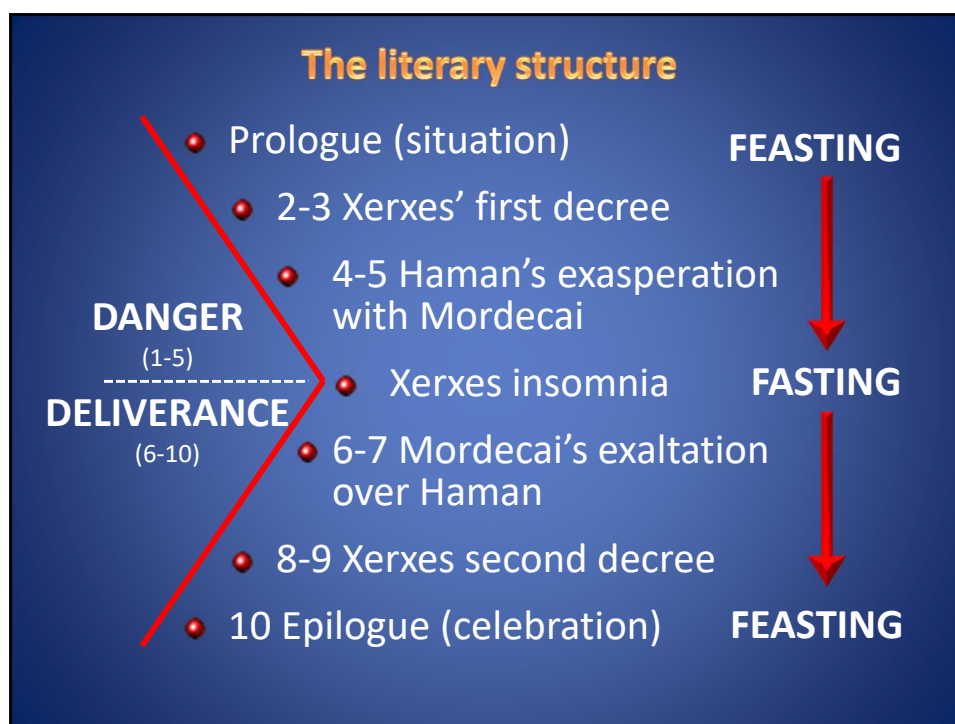 The literary structure
Prologue (situation)
FEASTING
2-3 Xerxes’ first decree
4-5 Haman’s exasperation
with Mordecai
DANGER
(1-5)
Xerxes insomnia
FASTING
DELIVERANCE
(6-10)
6-7 Mordecai’s exaltation
over Haman
8-9 Xerxes second decree
10 Epilogue (celebration)
FEASTING